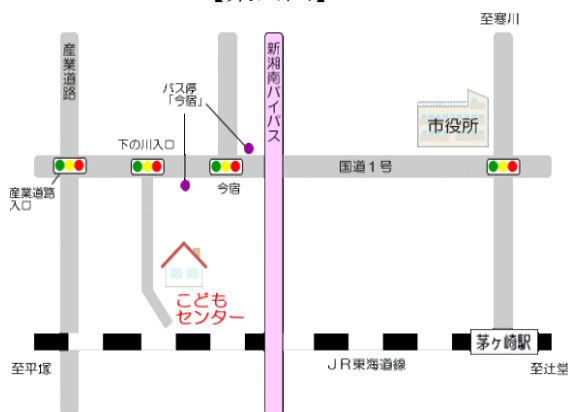 【案内図】
至寒川
産業道路
新湘南バイパス
バス停
「今宿」
市役所
下の川入口
国道1号
産業道路
入口
今宿
こども
センター
茅ヶ崎駅
至平塚
JR東海道線
至辻堂